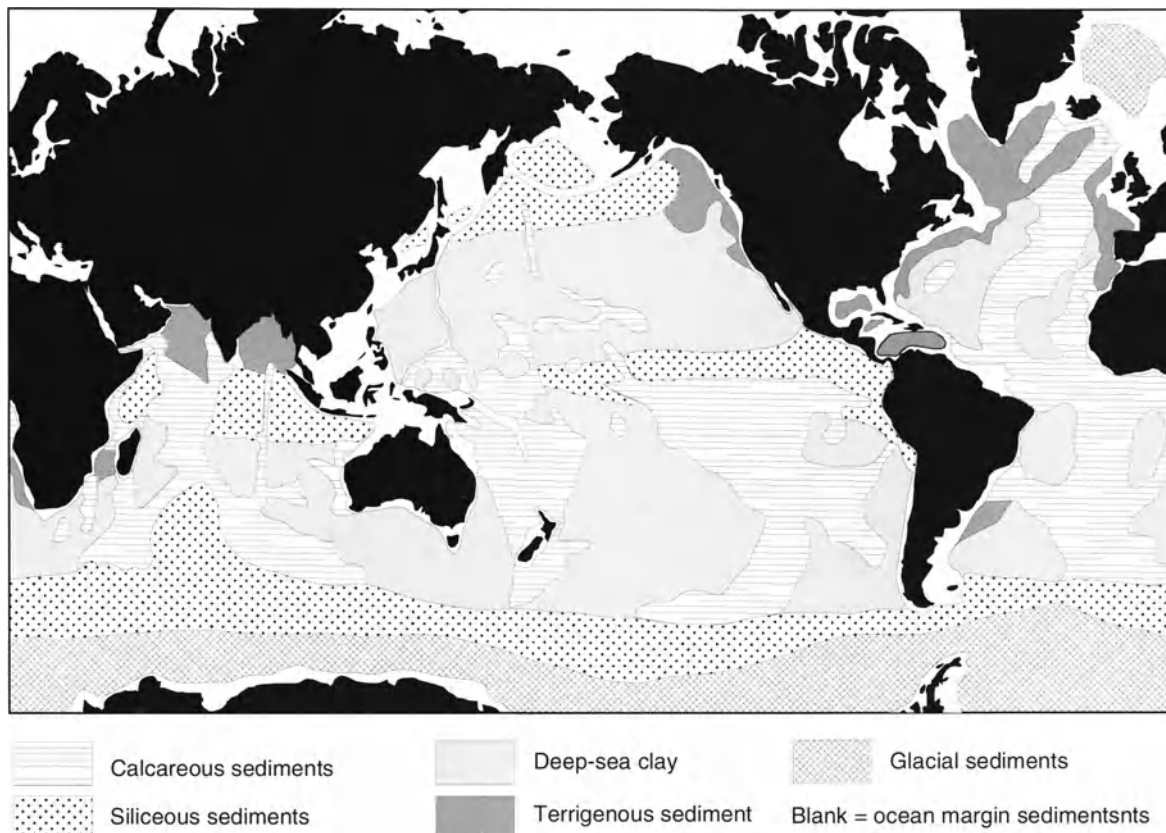 Calcareous sediments
Deep-sea clay
Glacial sediments
Siliceous sediments
Terrigenous sediment
Blank = ocean margin sedimentsnts